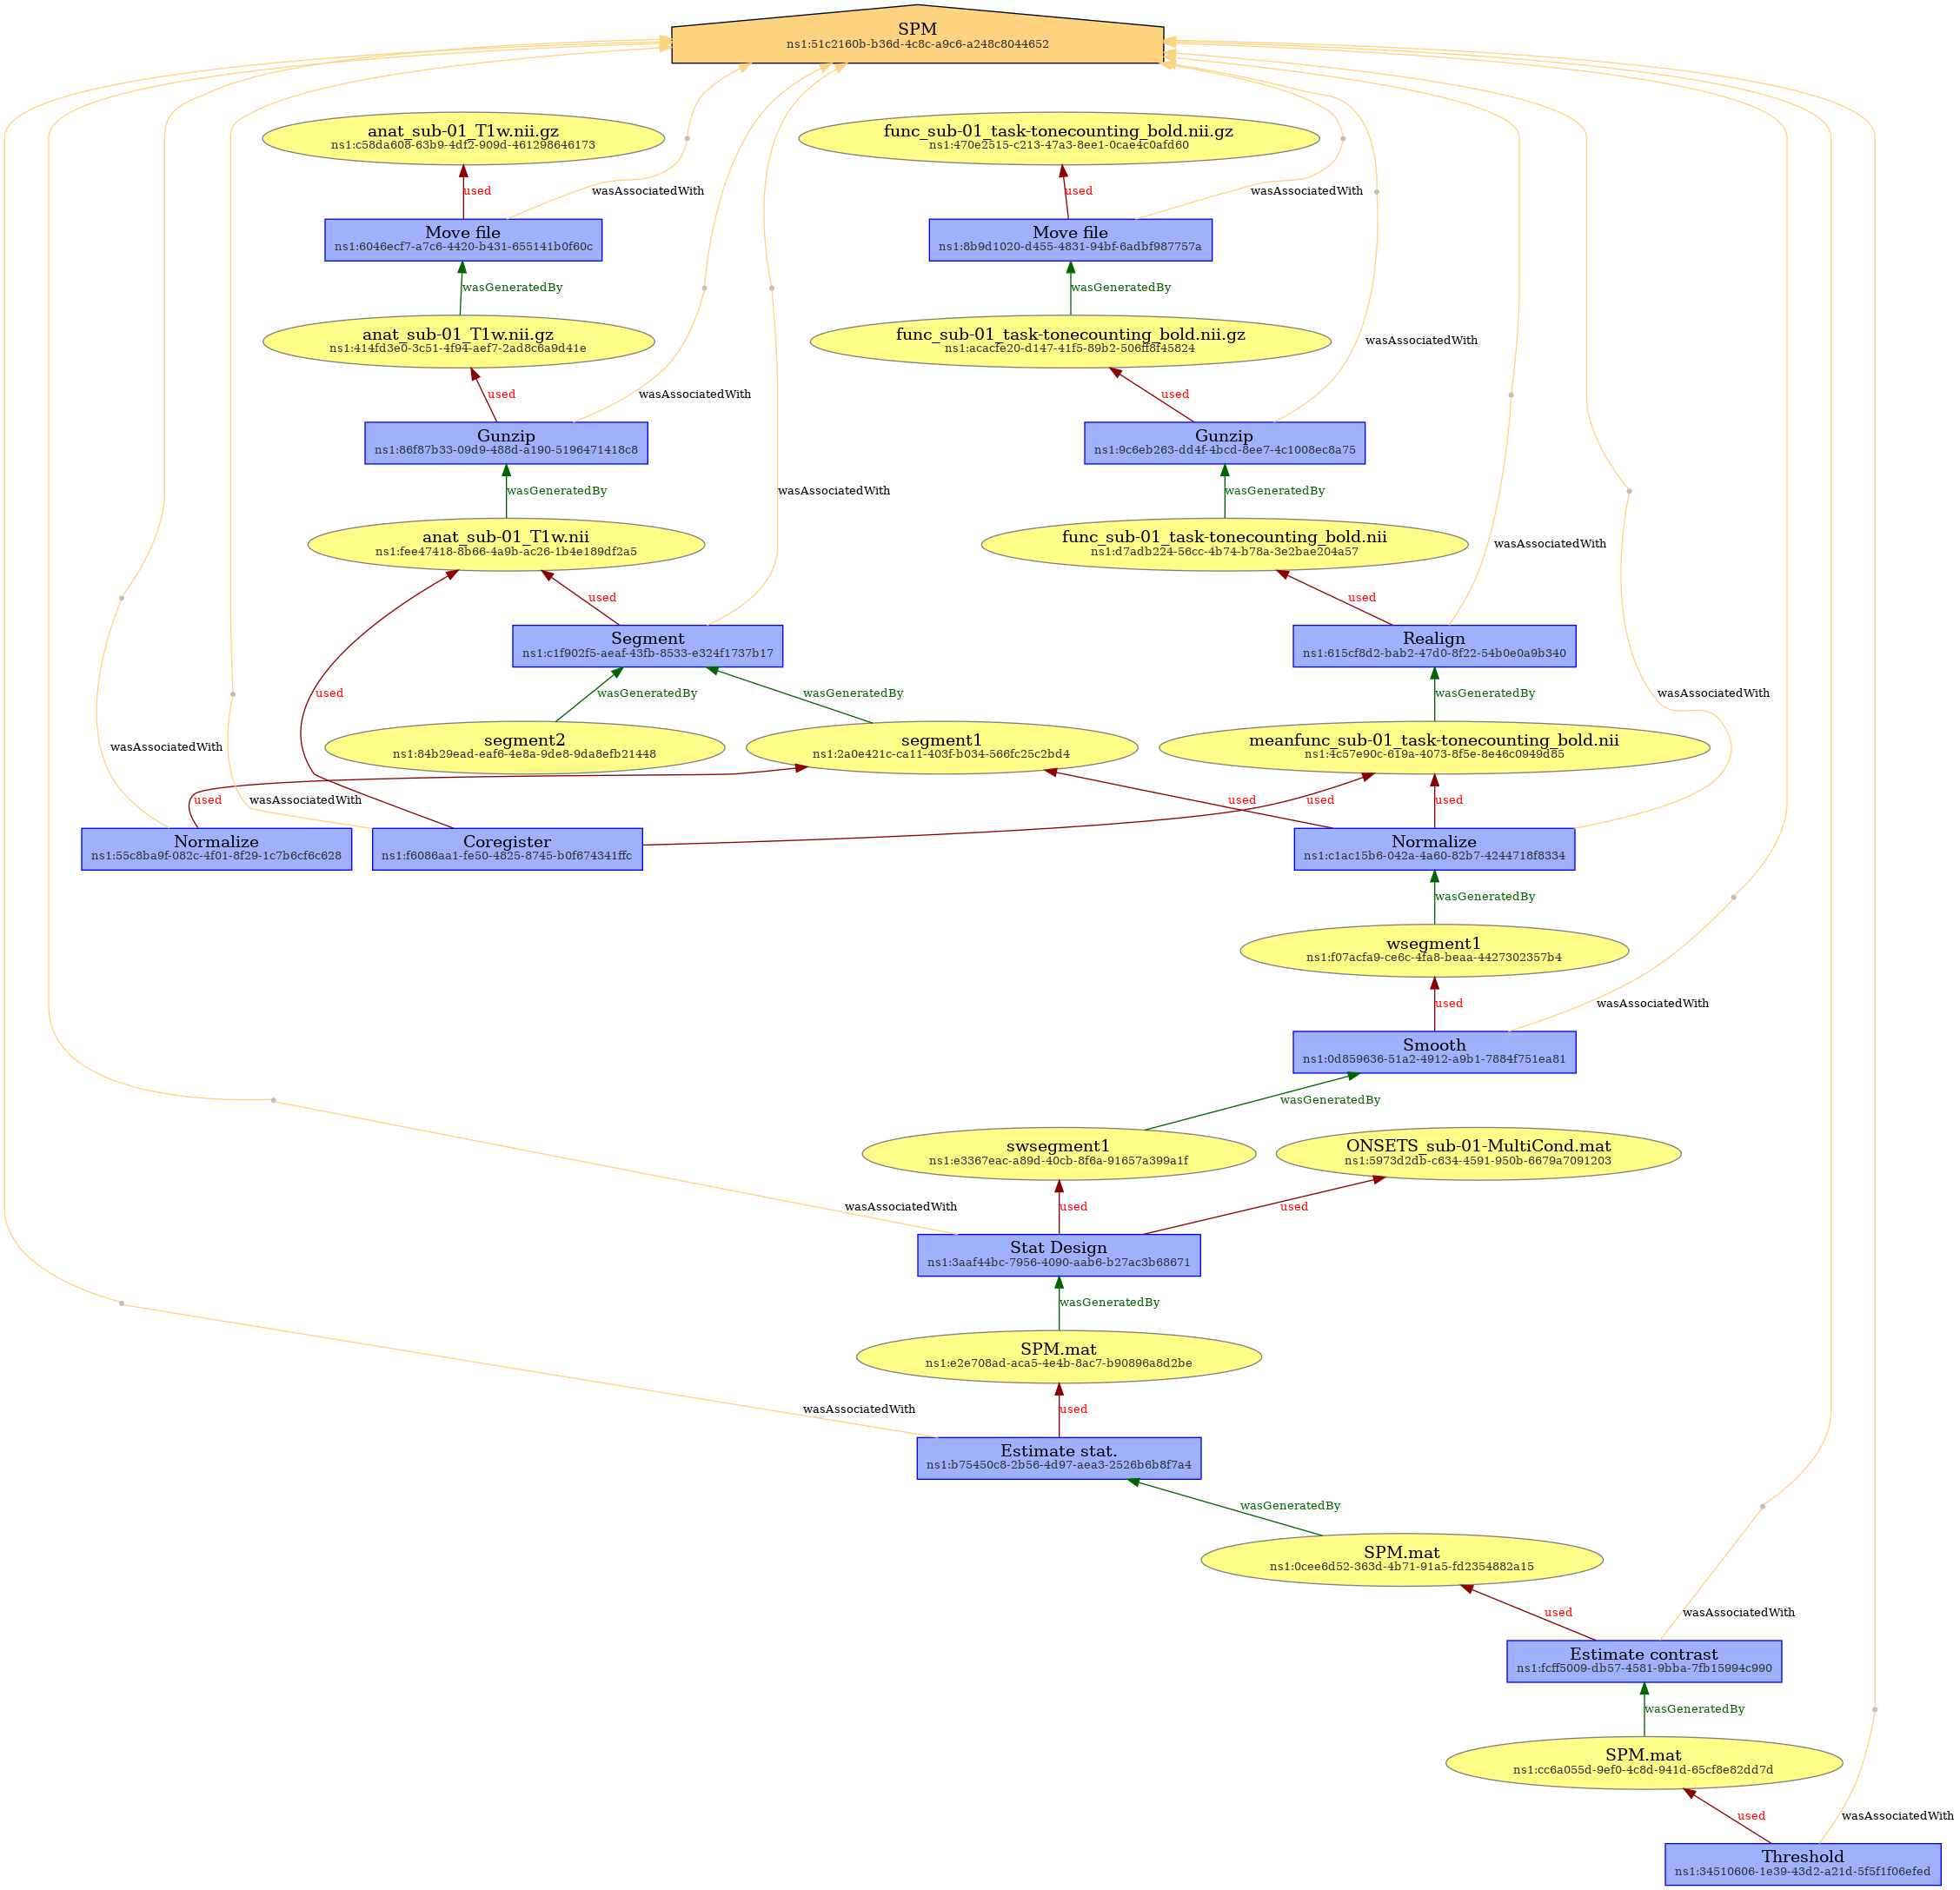 SPM
ns1:51c2160b-b36d-4c8c-a9c6-a248c8044652
anat_sub-01_T1w.nii.gz
ns1:c58da608-63b9-4df2-909d-461298646173
func_sub-01_task-tonecounting_bold.nii.gz
ns1:470e2515-c213-47a3-8ee1-0cae4c0afd60
used
wasAssociatedWith
used
wasAssociatedWith
Move file
ns1:6046ecf7-a7c6-4420-b431-655141b0f60c
Move file
ns1:8b9d1020-d455-4831-94bf-6adbf987757a
wasGeneratedBy
wasGeneratedBy
anat_sub-01_T1w.nii.gz
ns1:414fd3e0-3c51-4f94-aef7-2ad8c6a9d41e
func_sub-01_task-tonecounting_bold.nii.gz
ns1:acacfe20-d147-41f5-89b2-506ff8f45824
wasAssociatedWith
used
wasAssociatedWith
used
Gunzip
ns1:86f87b33-09d9-488d-a190-5196471418c8
Gunzip
ns1:9c6eb263-dd4f-4bcd-8ee7-4c1008ec8a75
wasGeneratedBy
wasAssociatedWith
wasGeneratedBy
anat_sub-01_T1w.nii
ns1:fee47418-8b66-4a9b-ac26-1b4e189df2a5
func_sub-01_task-tonecounting_bold.nii
ns1:d7adb224-56cc-4b74-b78a-3e2bae204a57
wasAssociatedWith
used
used
Segment
ns1:c1f902f5-aeaf-43fb-8533-e324f1737b17
Realign
ns1:615cf8d2-bab2-47d0-8f22-54b0e0a9b340
used
wasGeneratedBy
wasGeneratedBy
wasGeneratedBy
wasAssociatedWith
segment2
ns1:84b29ead-eaf6-4e8a-9de8-9da8efb21448
segment1
ns1:2a0e421c-ca11-403f-b034-566fc25c2bd4
meanfunc_sub-01_task-tonecounting_bold.nii
ns1:4c57e90c-619a-4073-8f5e-8e46c0949d85
wasAssociatedWith
used
wasAssociatedWith
used
used
used
Normalize
ns1:55c8ba9f-082c-4f01-8f29-1c7b6cf6c628
Coregister
ns1:f6086aa1-fe50-4825-8745-b0f674341ffc
Normalize
ns1:c1ac15b6-042a-4a60-82b7-4244718f8334
wasGeneratedBy
wsegment1
ns1:f07acfa9-ce6c-4fa8-beaa-4427302357b4
used
wasAssociatedWith
Smooth
ns1:0d859636-51a2-4912-a9b1-7884f751ea81
wasGeneratedBy
swsegment1
ns1:e3367eac-a89d-40cb-8f6a-91657a399a1f
ONSETS_sub-01-MultiCond.mat
ns1:5973d2db-c634-4591-950b-6679a7091203
wasAssociatedWith
used
used
Stat Design
ns1:3aaf44bc-7956-4090-aab6-b27ac3b68671
wasGeneratedBy
SPM.mat
ns1:e2e708ad-aca5-4e4b-8ac7-b90896a8d2be
wasAssociatedWith
used
Estimate stat.
ns1:b75450c8-2b56-4d97-aea3-2526b6b8f7a4
wasGeneratedBy
SPM.mat
ns1:0cee6d52-363d-4b71-91a5-fd2354882a15
used
wasAssociatedWith
Estimate contrast
ns1:fcff5009-db57-4581-9bba-7fb15994c990
wasGeneratedBy
SPM.mat
ns1:cc6a055d-9ef0-4c8d-941d-65cf8e82dd7d
used
wasAssociatedWith
Threshold
ns1:34510606-1e39-43d2-a21d-5f5f1f06efed